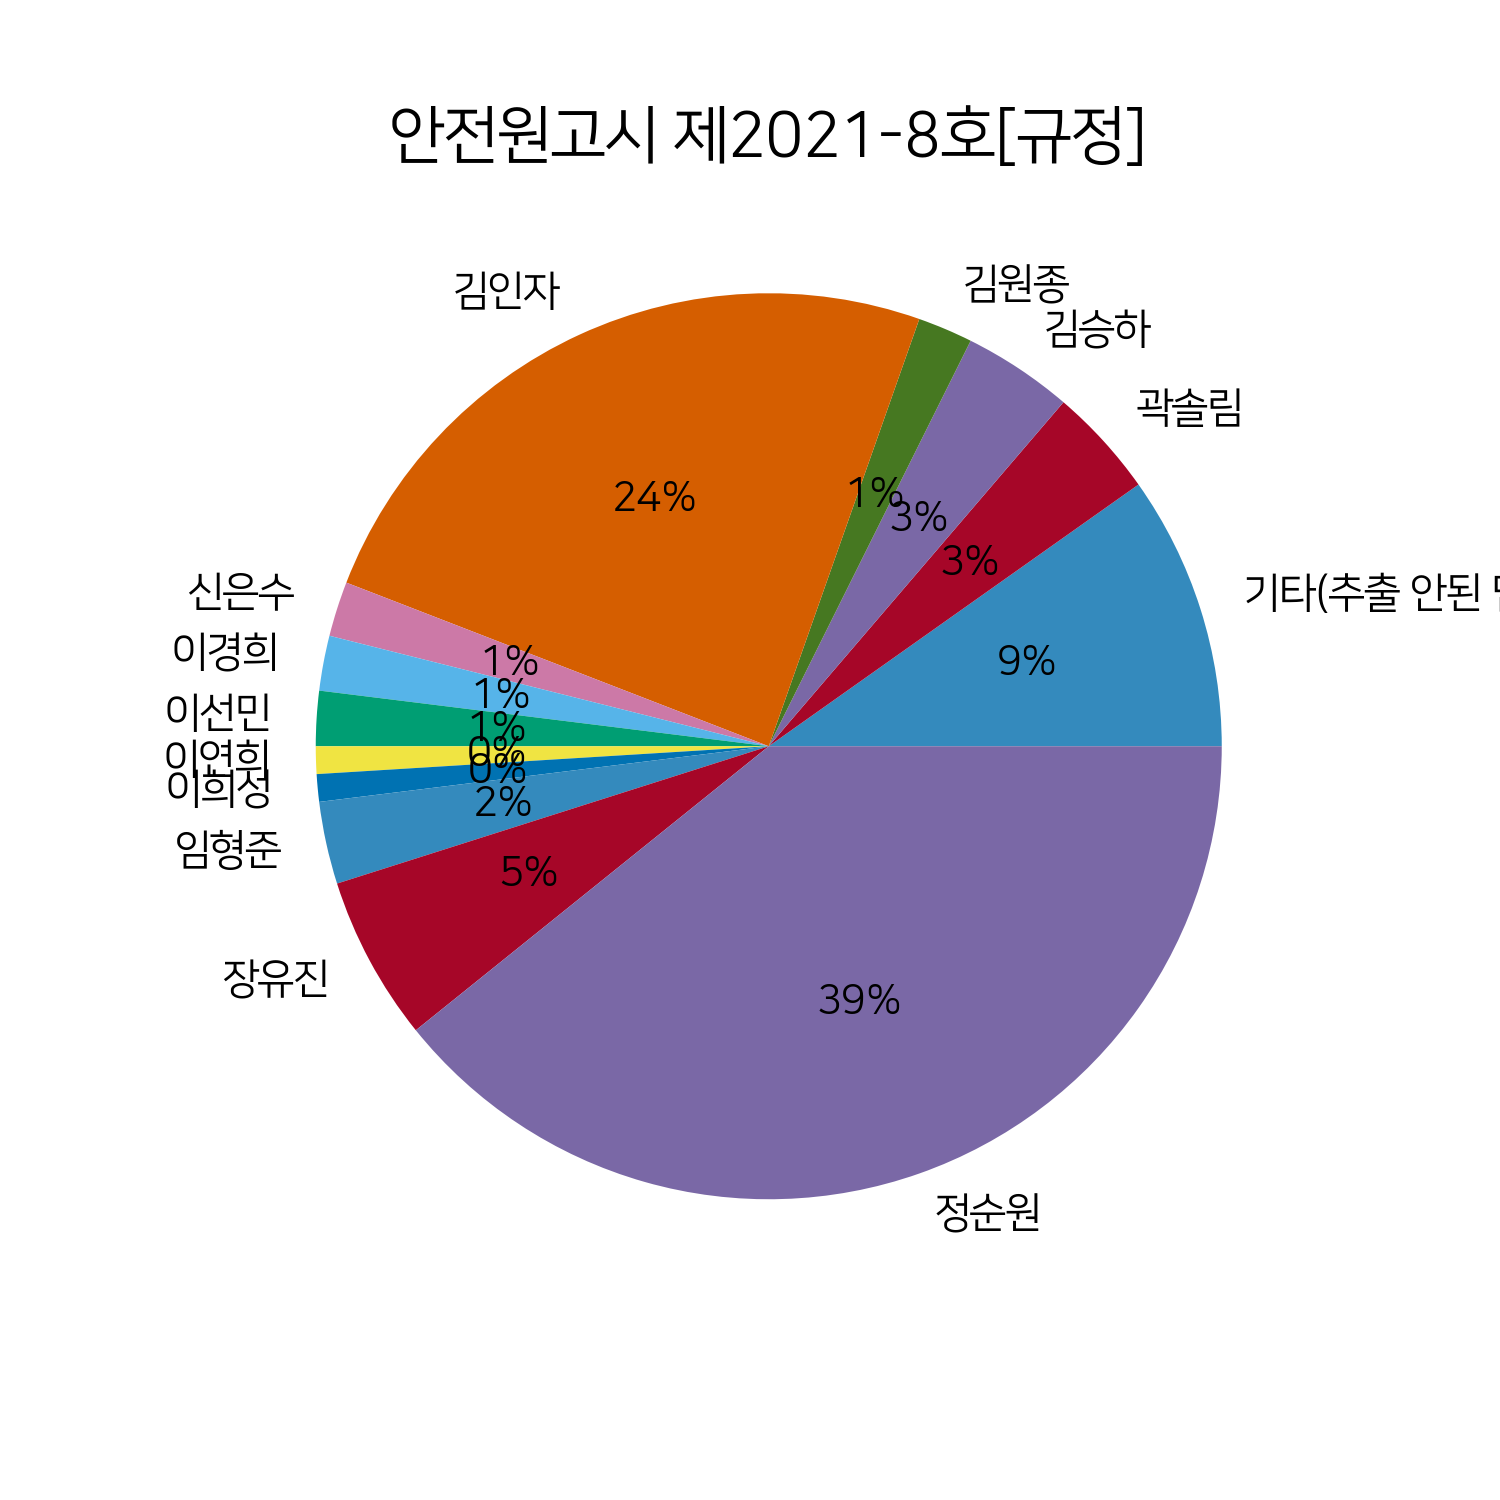 안전원고시 제2021-8호[규정]
김인자
김원종
김승하
곽솔림
기타(추출 안된
신은수
이경희
이선민
이연희
이희성
임형준
장유진
정순원
24%
1%
3%
3%
9%
1%
1%
1%
0%
0%
2%
5%
39%